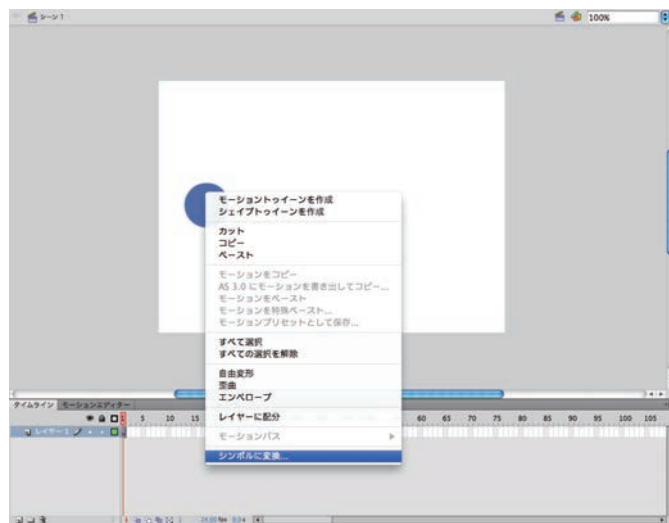 シーン 1
100%
モーショントゥイーンを作成
シェイプトゥイーンを作成
カット
コピー
ペースト
モーションをコピー
AS 3.0 にモーションを書き出してコピー...
モーションをペースト
モーションを特殊ペースト...
モーションプリセットとして保存...
すべて選択
すべての選択を解除
自由変形
歪曲
エンベロープ
レイヤーに配分
モーションパス
シンボルに変換...
タイムライン モーションエディター
1 5 10 15 60 65 70 75 80 85 90 95 100 105
レイヤー 1
1 24.00 fps 0.0 s